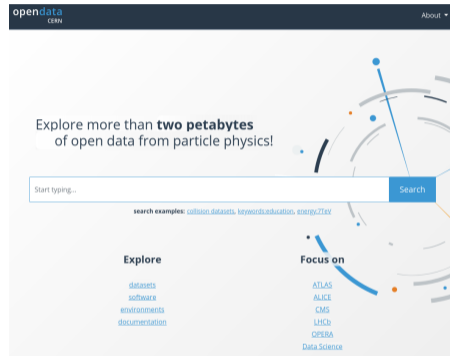 opendata
CERN
About
Explore more than two petabytes
of open data from particle physics!
Start typing...
Search
search examples: collision datasets, keywords:education, energy:7TeV
Explore
datasets
software
environments
documentation
Focus on
ATLAS
ALICE
CMS
LHCb
OPERA
Data Science